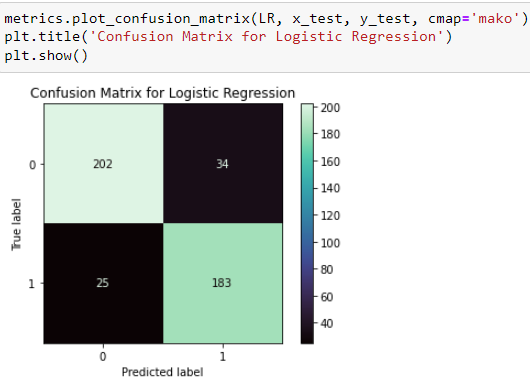 metrics.plot_confusion_matrix(LR, x_test, y_test, cmap='mako')
plt.title('Confusion Matrix for Logistic Regression')
plt.show()
Confusion Matrix for Logistic Regression
200
180
160
140
120
100
80
60
40
0
202
34
1
25
183
True label
0
1
Predicted label